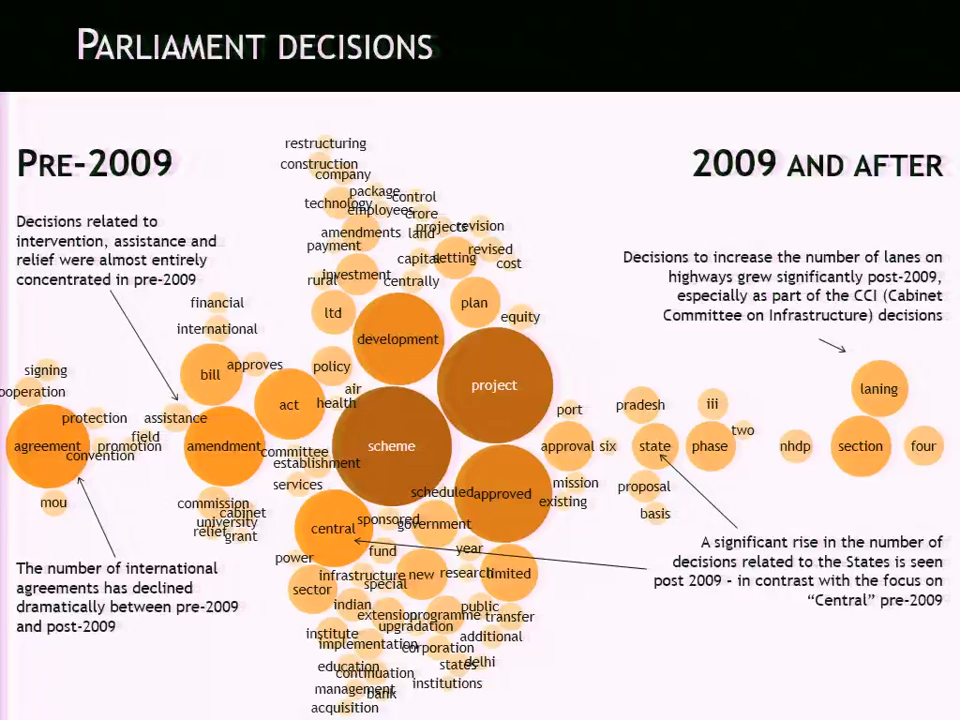 PARLIAMENT DECISIONS
PRE-2009
2009 AND AFTER
Decisions related to
intervention, assistance and
relief were almost entirely
concentrated in pre-2009
Decisions to increase the number of lanes on
highways grew significantly post-2009,
especially as part of the CCI (Cabinet
Committee on Infrastructure) decisions
restructuring
construction
company
package
control
technology
employees
crore
amendments
land
projects
revision
payment
capital
setting
revised
cost
rural
investment
centrally
financial
ltd
plan
international
equity
development
signing
bill
approves
policy
project
laning
ooperation
air
act
health
port
pradesh
iii
protection
assistance
field
two
agreement
promotion
amendment
scheme
approval
six
state
phase
nhdp
section
four
convention
committee
establishment
services
scheduled
approved
mission
proposal
mou
commission
existing
cabinet
university
relief
grant
central
sponsored
government
basis
power
fund
year
infrastructure
new
research
limited
sector
special
indian
extension
programme
public
transfer
upgradation
institute
implementation
additional
corporation
education
states
delhi
continuation
management
bank
institutions
acquisition
The number of international
agreements has declined
dramatically between pre-2009
and post-2009
A significant rise in the number of
decisions related to the States is seen
post 2009 - in contrast with the focus on
“Central” pre-2009